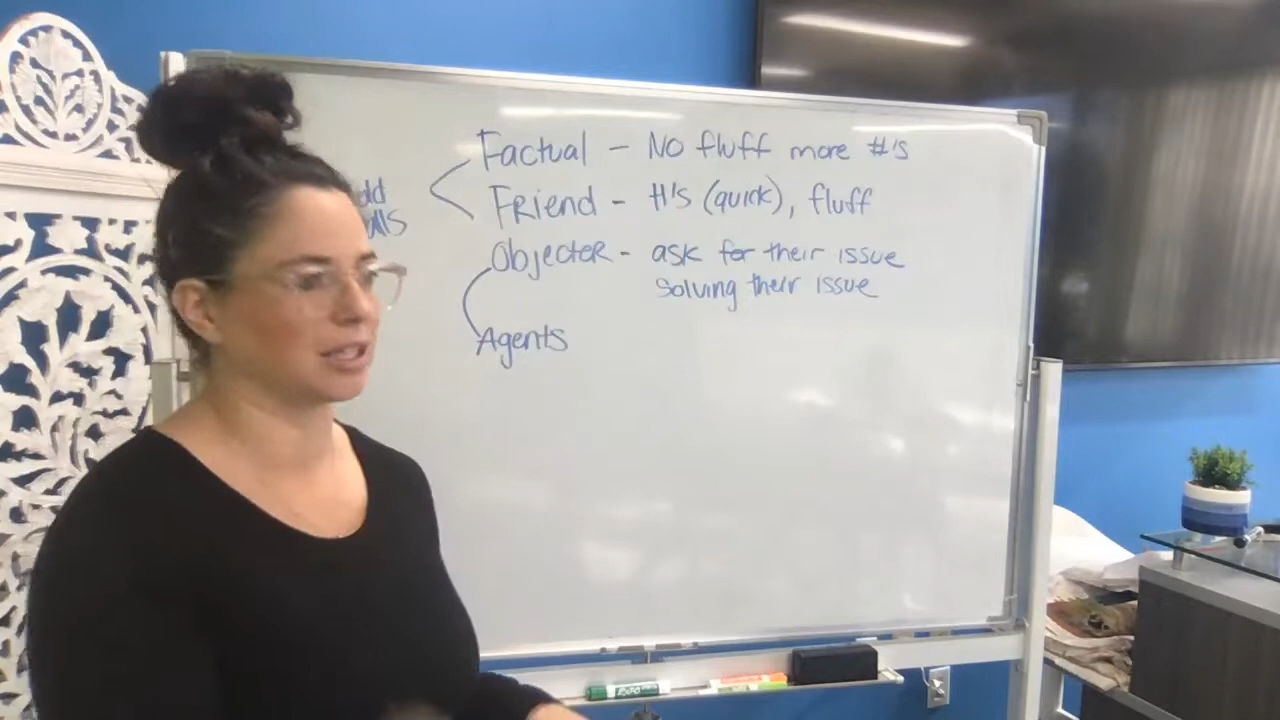 Factual - No fluff more #'s
Friend - #'s (quick), fluff
Objecter - ask for their issue
solving their issue
Agents